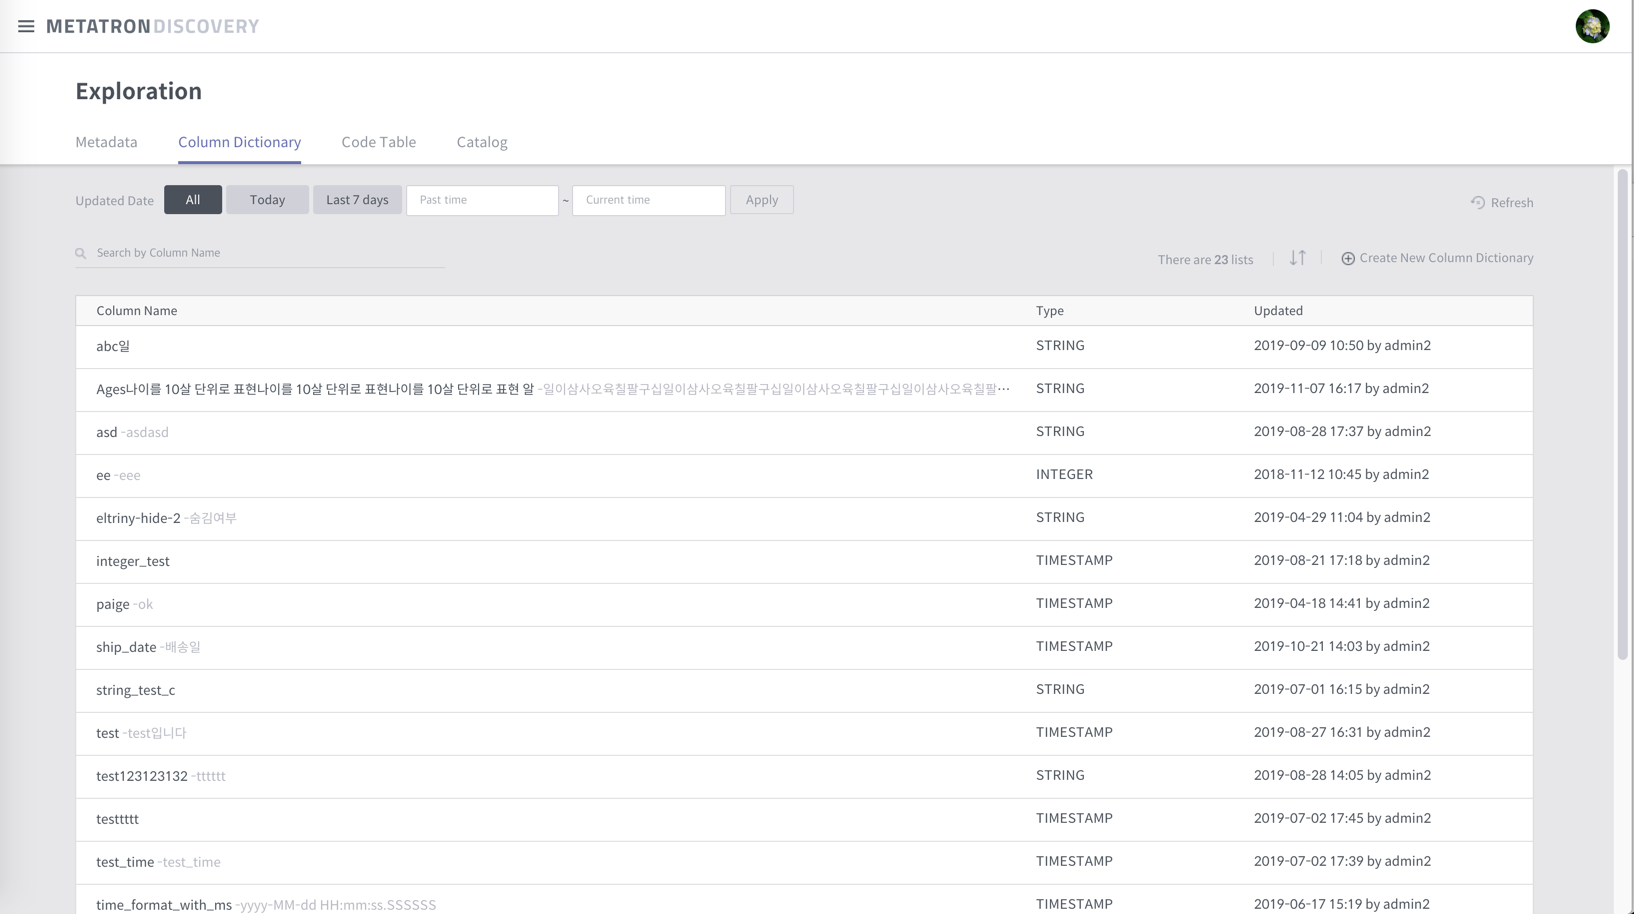 METATRON DISCOVERY
Exploration
Metadata Column Dictionary Code Table Catalog
Updated Date All Today Last 7 days Past time ~ Current time Apply Refresh
Search by Column Name There are 23 lists Create New Column Dictionary
Column Name Type Updated
abc일 STRING 2019-09-09 10:50 by admin2
Ages나이를 10살 단위로 표현나이를 10살 단위로 표현나이를 10살 단위로 표현 알 -일이삼사오육칠팔구십일이삼사오육칠팔구십일이삼사오육칠팔구십일이삼사오육칠팔··· STRING 2019-11-07 16:17 by admin2
asd -asdasd STRING 2019-08-28 17:37 by admin2
ee -eee INTEGER 2018-11-12 10:45 by admin2
eltriny-hide-2 -숨김여부 STRING 2019-04-29 11:04 by admin2
integer_test TIMESTAMP 2019-08-21 17:18 by admin2
paige -ok TIMESTAMP 2019-04-18 14:41 by admin2
ship_date -배송일 TIMESTAMP 2019-10-21 14:03 by admin2
string_test_c STRING 2019-07-01 16:15 by admin2
test -test입니다 TIMESTAMP 2019-08-27 16:31 by admin2
test123123132 -tttttt STRING 2019-08-28 14:05 by admin2
testtttt TIMESTAMP 2019-07-02 17:45 by admin2
test_time -test_time TIMESTAMP 2019-07-02 17:39 by admin2
time_format_with_ms -yyyy-MM-dd HH:mm:ss.SSSSSS TIMESTAMP 2019-06-17 15:19 by admin2